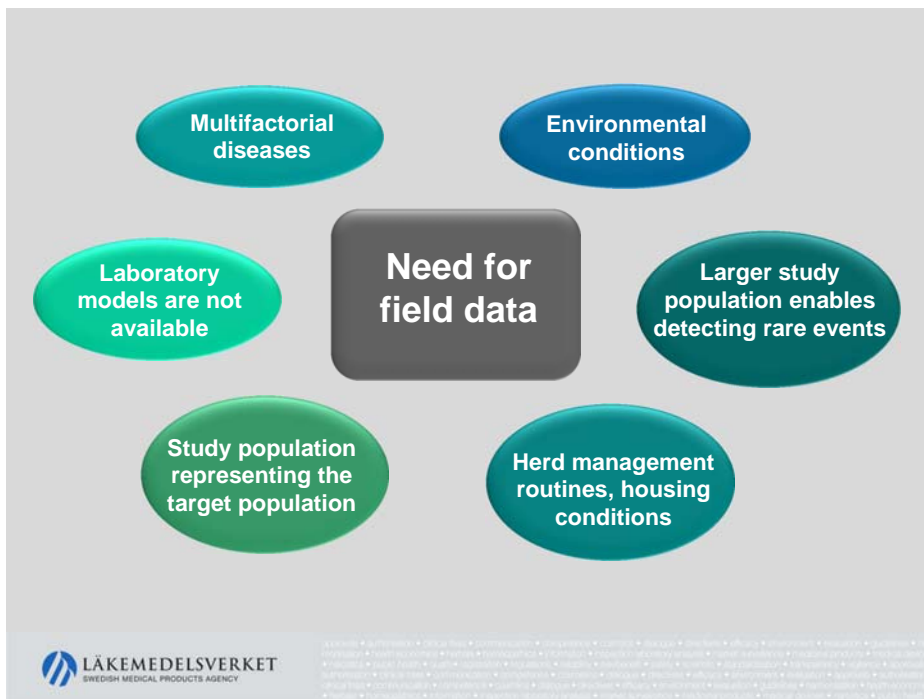 Multifactorial
diseases
Environmental
conditions
Need for
field data
Laboratory
models are not
available
Larger study
population enables
detecting rare events
Study population
representing the
target population
Herd management
routines, housing
conditions
LÄKEMEDELSVERKET
SWEDISH MEDICAL PRODUCTS AGENCY